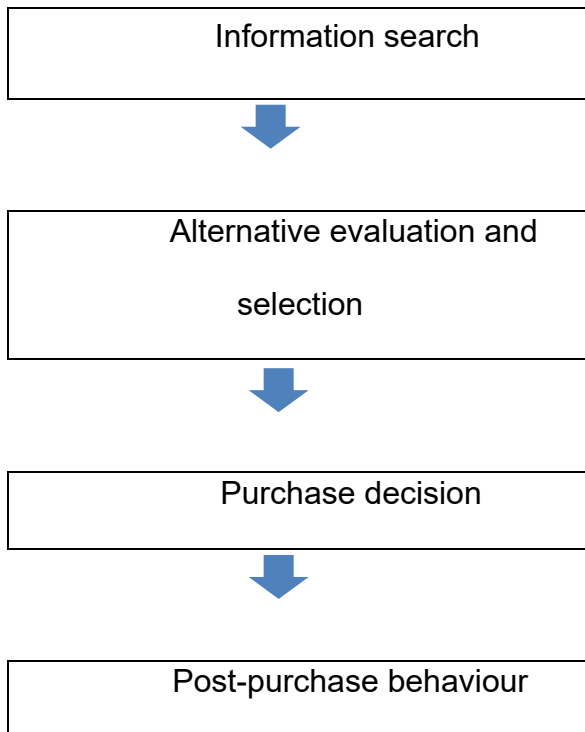 Information search
Alternative evaluation and
selection
Purchase decision
Post-purchase behaviour